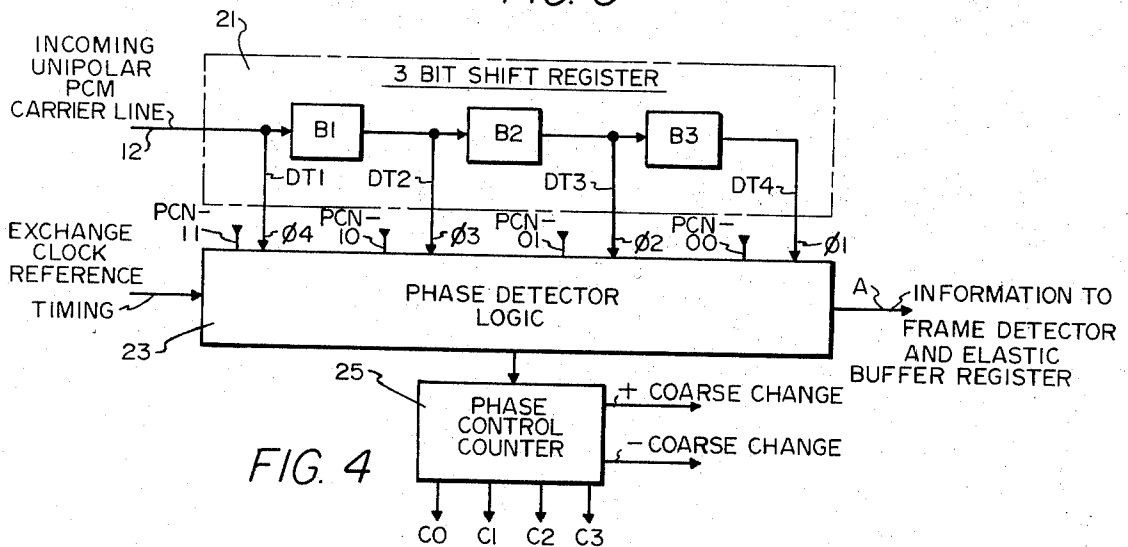 21
INCOMING
UNIPOLAR
PCM
CARRIER LINE
12
3 BIT SHIFT REGISTER
B1
B2
B3
DT1
DT2
DT3
DT4
PCN-
11
Ø4
PCN-
10
Ø3
PCN-
01
Ø2
PCN-
00
Ø1
EXCHANGE
CLOCK
REFERENCE
TIMING
PHASE DETECTOR
LOGIC
23
A
INFORMATION TO
FRAME DETECTOR
AND ELASTIC
BUFFER REGISTER
25
PHASE
CONTROL
COUNTER
+ COARSE CHANGE
- COARSE CHANGE
FIG. 4
C0 C1 C2 C3